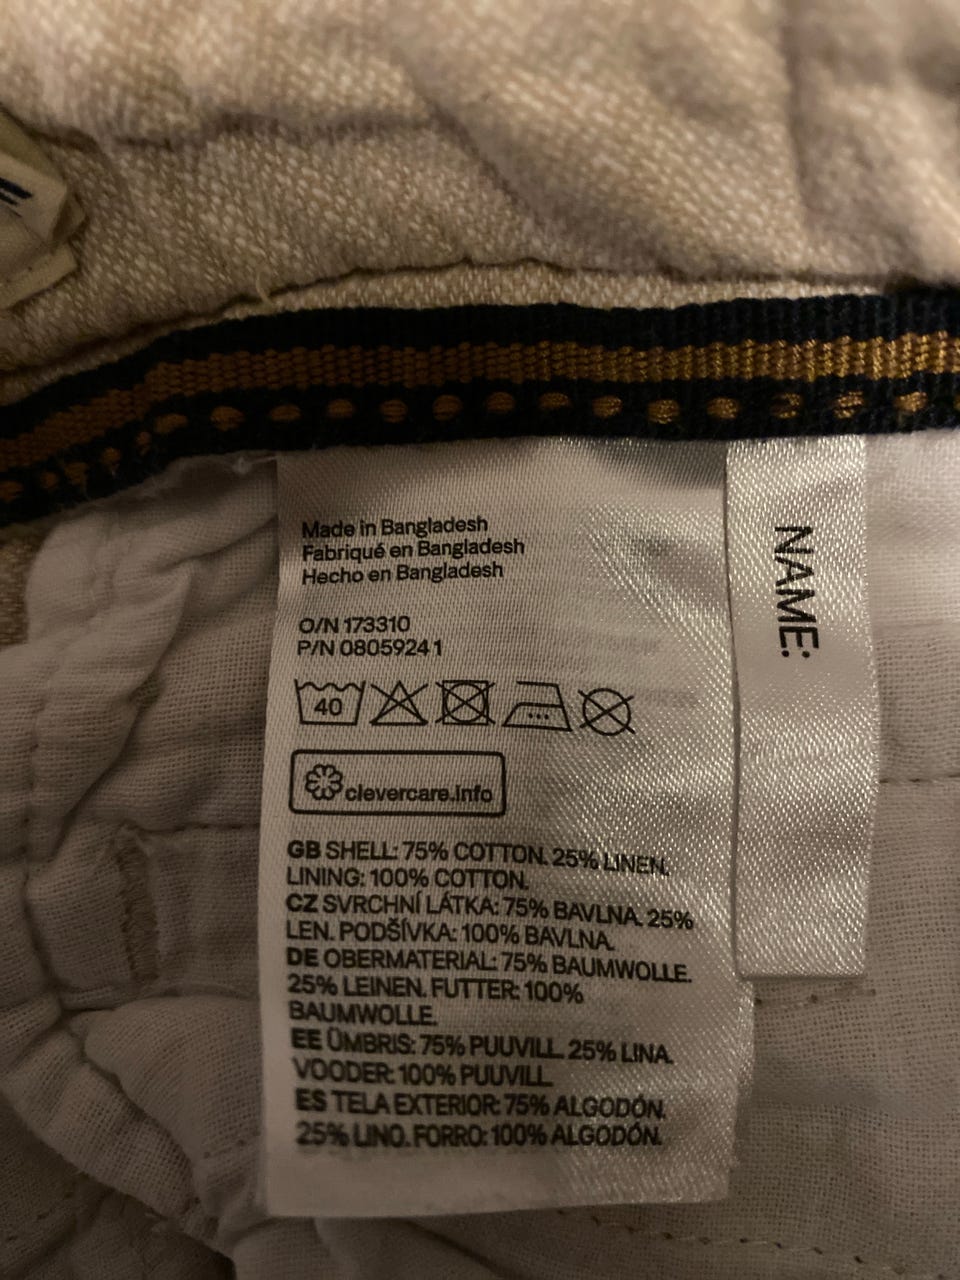 Made in Bangladesh
Fabriqué en Bangladesh
Hecho en Bangladesh
O/N 173310
P/N 08059241
40
clevercare.info
GB SHELL: 75% COTTON. 25% LINEN.
LINING: 100% COTTON.
CZ SVRCHNÍ LÁTKA: 75% BAVLNA. 25%
LEN. PODŠÍVKA: 100% BAVLNA.
DE OBERMATERIAL: 75% BAUMWOLLE.
25% LEINEN. FUTTER: 100%
BAUMWOLLE.
EE ÜMBRIS: 75% PUUVILL. 25% LINA.
VOODER: 100% PUUVILL.
ES TELA EXTERIOR: 75% ALGODÓN.
25% LINO. FORRO: 100% ALGODÓN.
NAME: